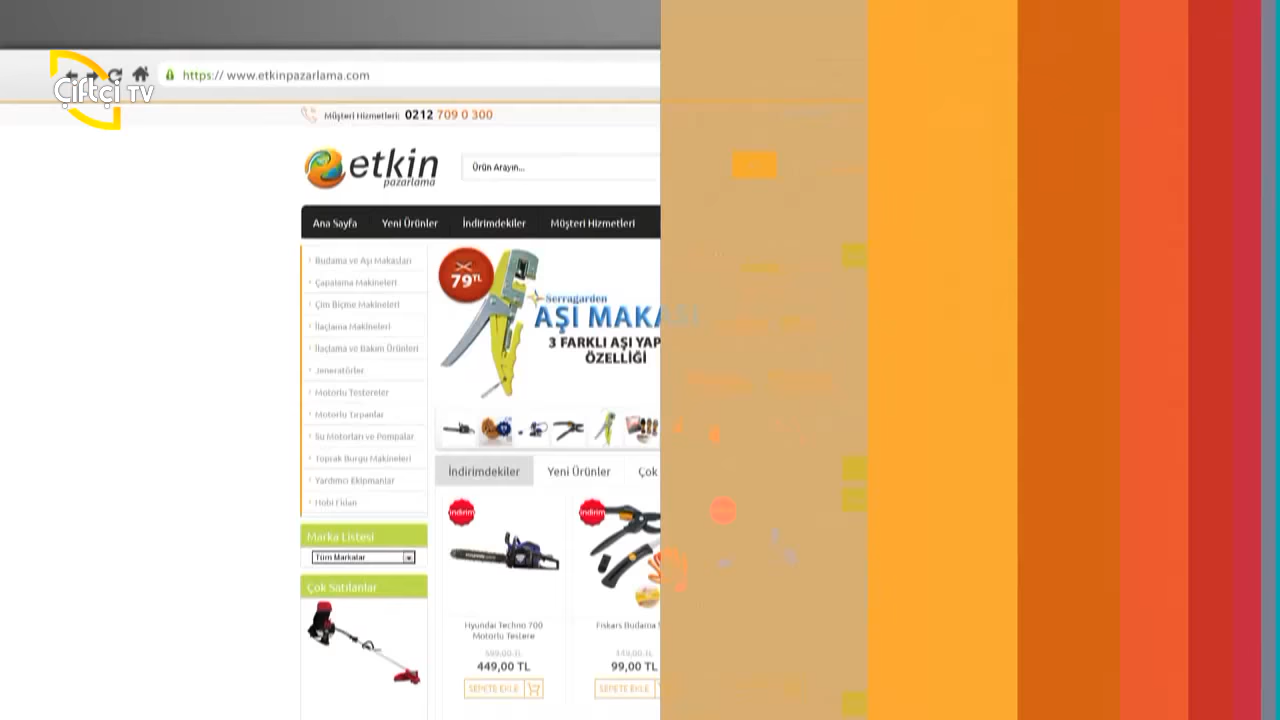 Çiftçi TV
https:// www.etkinpazarlama.com
Müşteri Hizmetleri: 0212 709 0 300
etkin
pazarlama
Ürün Arayın...
Ana Sayfa
Yeni Ürünler
İndirimdekiler
Müşteri Hizmetleri
Budama ve Aşı Makasları
Çapalama Makineleri
Çim Biçme Makineleri
İlaçlama Makineleri
İlaçlama ve Bakım Ürünleri
Jeneratörler
Motorlu Testereler
Motorlu Tırpanlar
Su Motorları ve Pompalar
Toprak Burgu Makineleri
Yardımcı Ekipmanlar
Hobi Eldan
79 TL
Serragarden
AŞI MAKASI
3 FARKLI AŞI YAP
ÖZELLİĞİ
İndirimdekiler
Yeni Ürünler
Çok
Marka Listesi
Tüm Markalar
Çok Satılanlar
indirim
indirim
Hyundai Techno 700
Motorlu Testere
599,00 TL
449,00 TL
SEPETE EKLE
Fiskars Budama
149,00 TL
99,00 TL
SEPETE EKLE